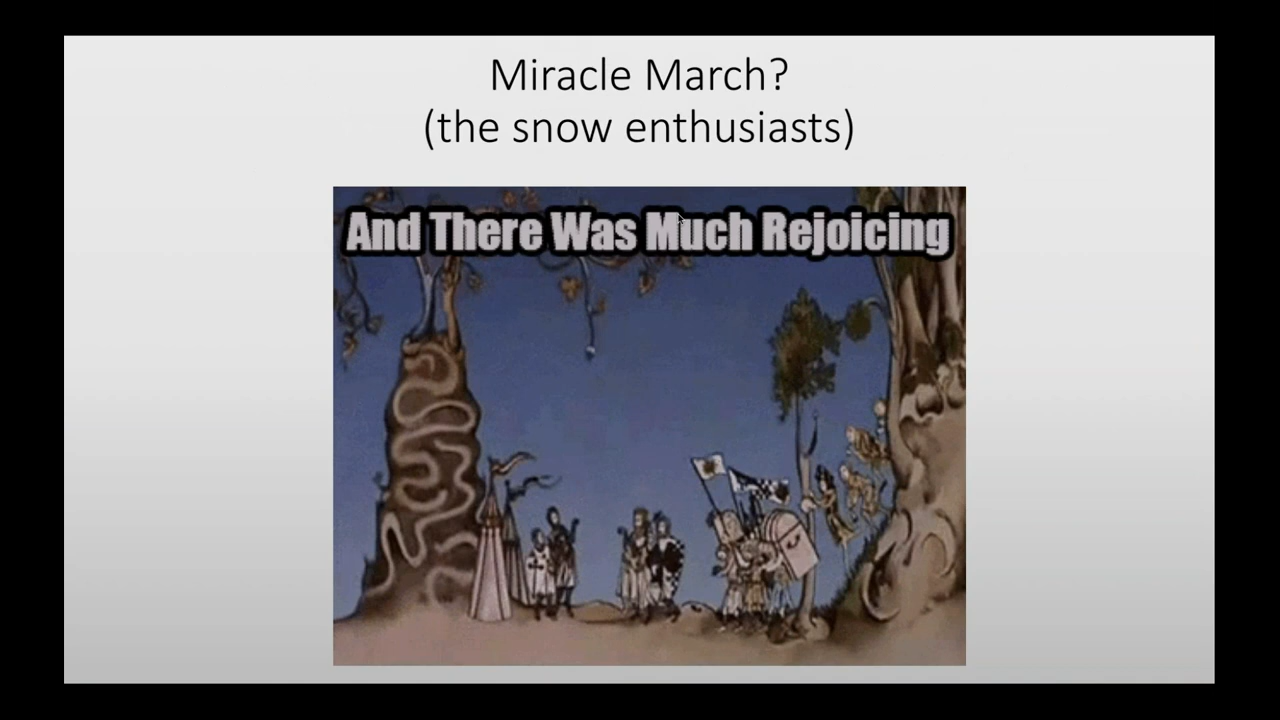 Miracle March?
(the snow enthusiasts)
And There Was Much Rejoicing